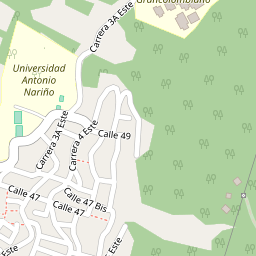 Grancolombiano
Carrera 3A Este
Universidad
Antonio
Nariño
Carrera 3A Este
Carrera 4 Este
Calle 49
Calle 47
Calle 47
Calle 47 Bis
Este